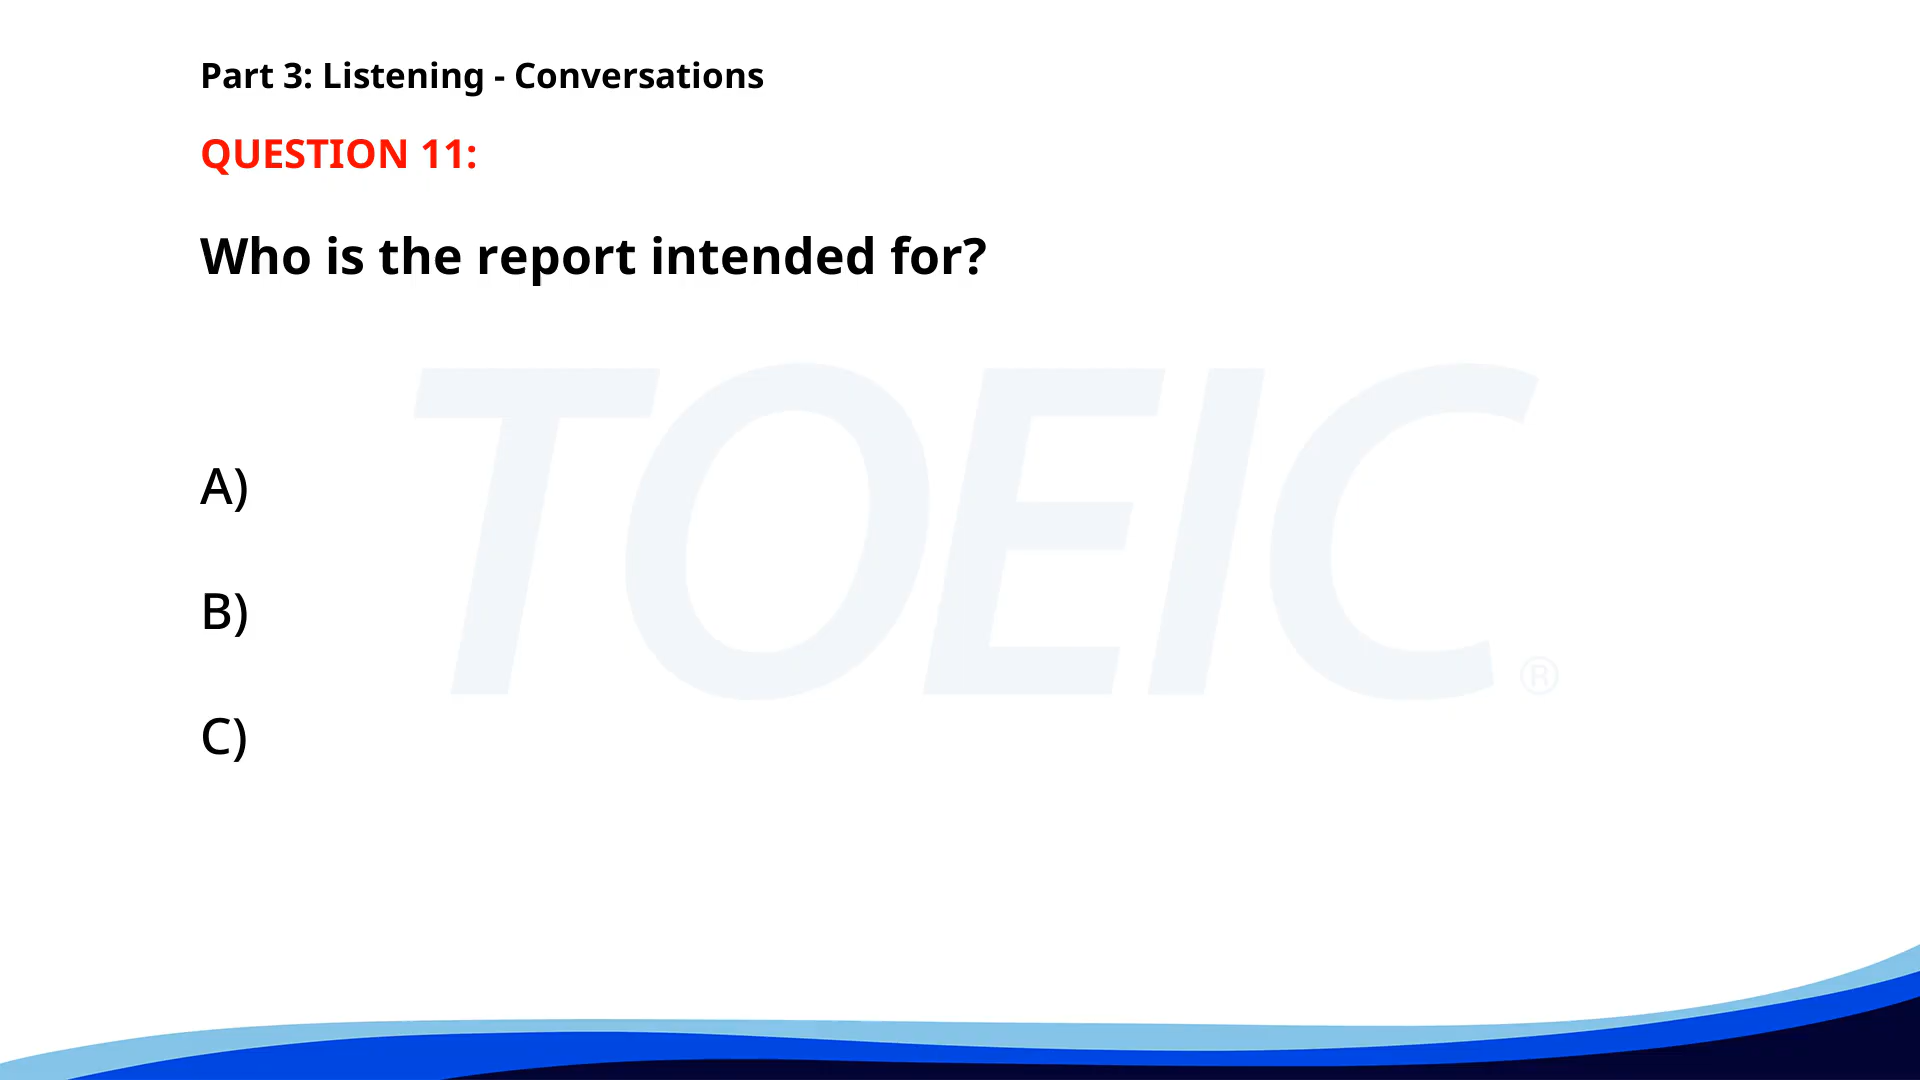 Part 3: Listening - Conversations
QUESTION 11:
Who is the report intended for?
TOEIC®
A)
B)
C)